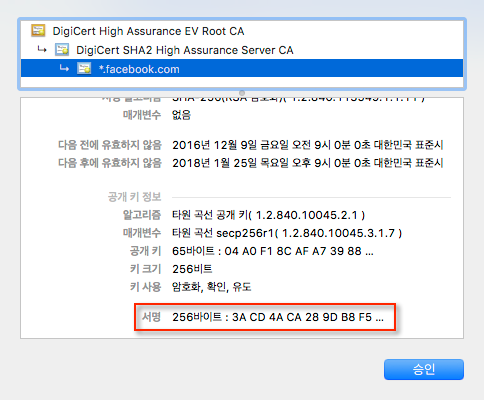 DigiCert High Assurance EV Root CA
DigiCert SHA2 High Assurance Server CA
*.facebook.com
매개변수 없음
다음 전에 유효하지 않음 2016년 12월 9일 금요일 오전 9시 0분 0초 대한민국 표준시
다음 후에 유효하지 않음 2018년 1월 25일 목요일 오후 9시 0분 0초 대한민국 표준시
공개 키 정보
알고리즘 타원 곡선 공개 키( 1.2.840.10045.2.1 )
매개변수 타원 곡선 secp256r1( 1.2.840.10045.3.1.7 )
공개 키 65바이트 : 04 A0 F1 8C AF A7 39 88 ...
키 크기 256비트
키 사용 암호화, 확인, 유도
서명 256바이트 : 3A CD 4A CA 28 9D B8 F5 ...
승인